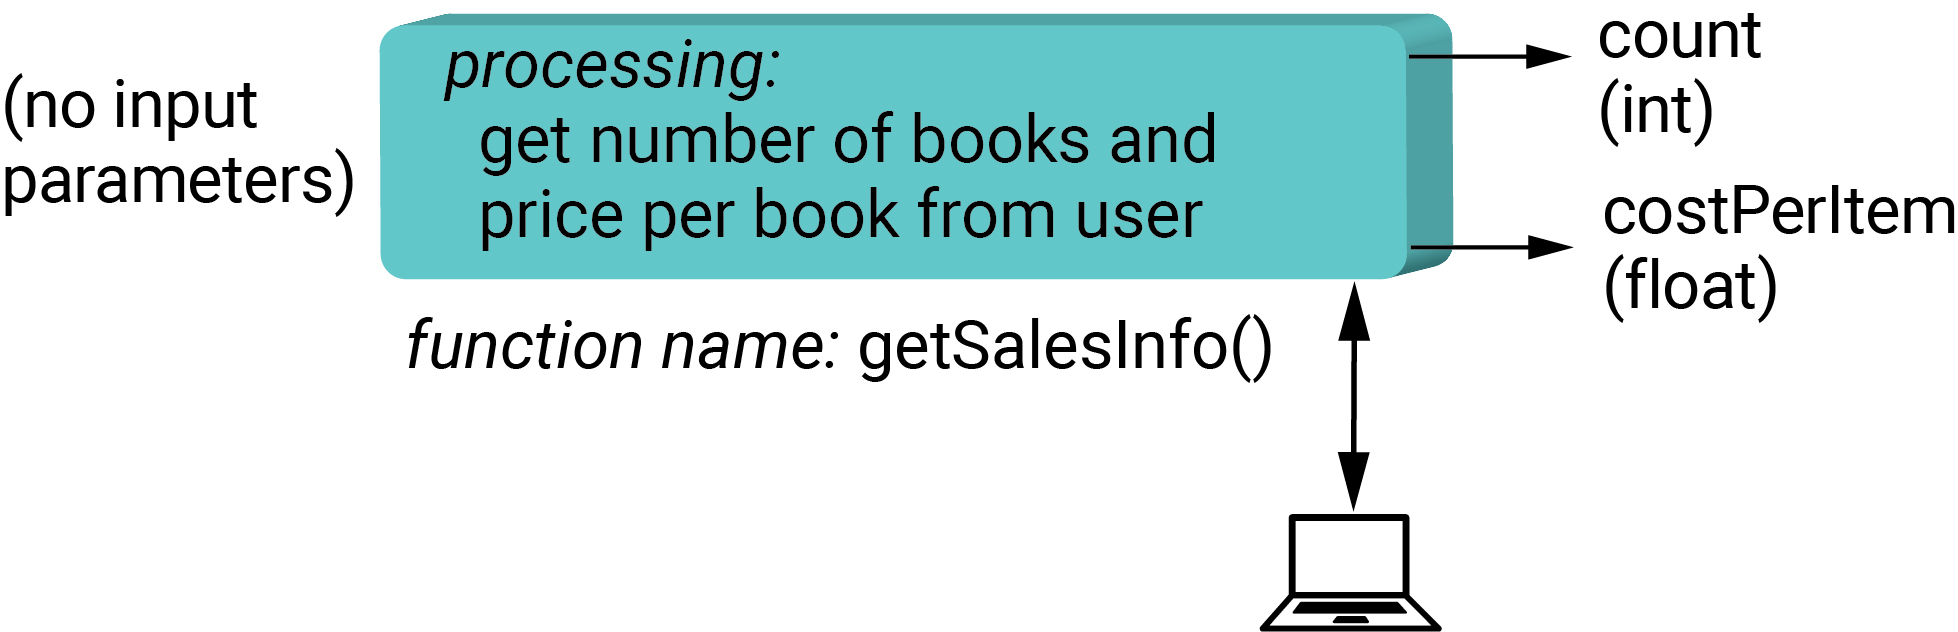 (no input
parameters)
processing:
get number of books and
price per book from user
function name: getSalesInfo()
count
(int)
costPerItem
(float)